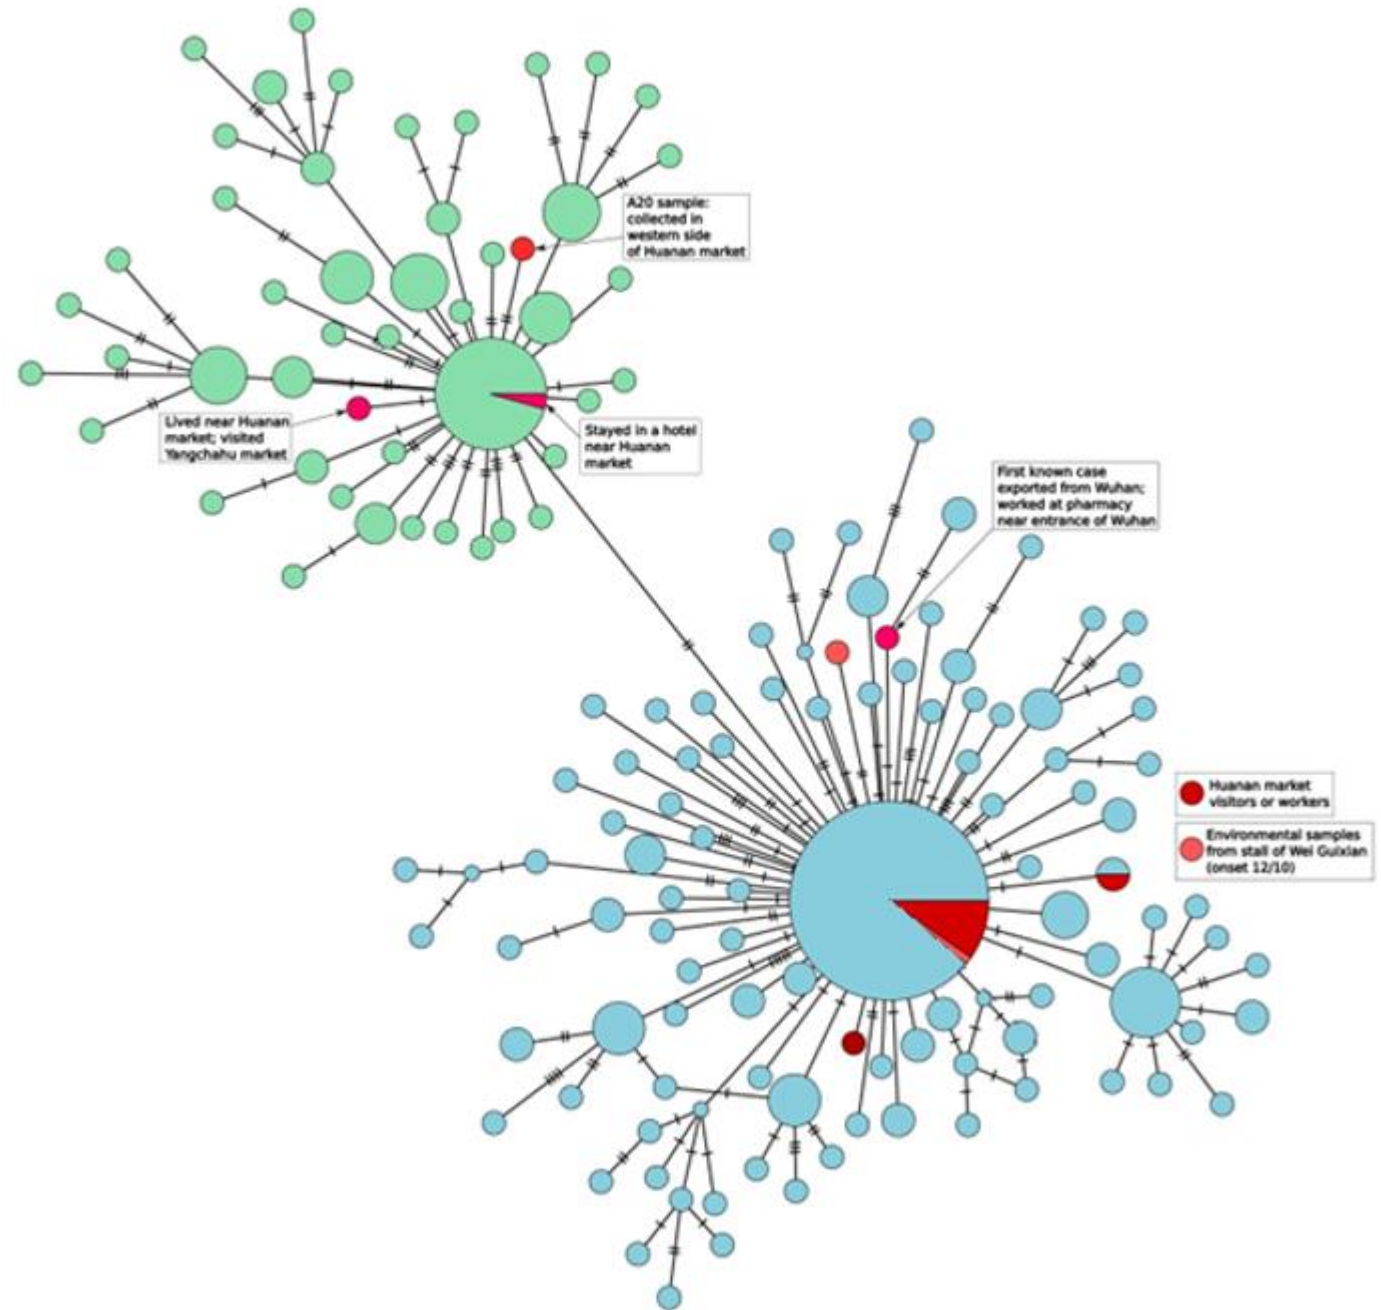 A20 sample:
collected in
western side
of Huanan market
Lived near Huanan
market; visited
Yangchahu market
Stayed in a hotel
near Huanan
market
First known case
exported from Wuhan;
worked at pharmacy
near entrance of Wuhan
Huanan market
visitors or workers
Environmental samples
from stall of Wei Guixian
(onset 12/10)